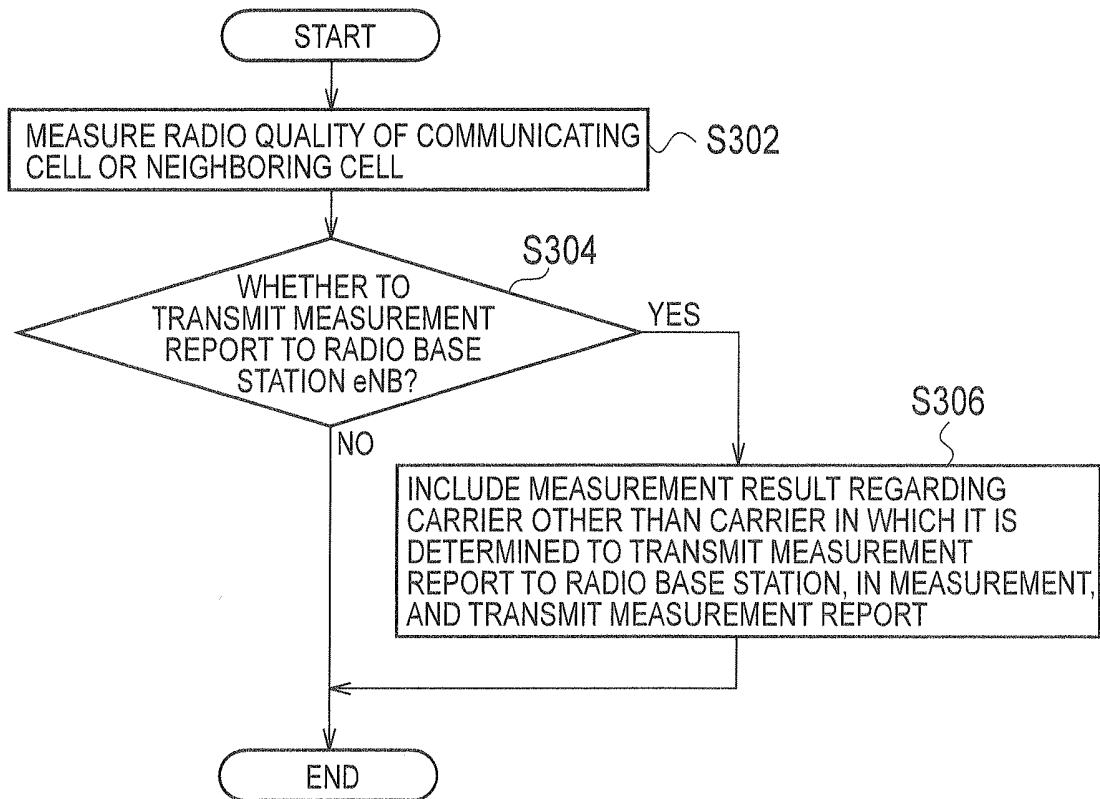 START
MEASURE RADIO QUALITY OF COMMUNICATING
CELL OR NEIGHBORING CELL
S302
S304
WHETHER TO
TRANSMIT MEASUREMENT
REPORT TO RADIO BASE
STATION eNB?
YES
NO
S306
INCLUDE MEASUREMENT RESULT REGARDING
CARRIER OTHER THAN CARRIER IN WHICH IT IS
DETERMINED TO TRANSMIT MEASUREMENT
REPORT TO RADIO BASE STATION, IN MEASUREMENT,
AND TRANSMIT MEASUREMENT REPORT
END